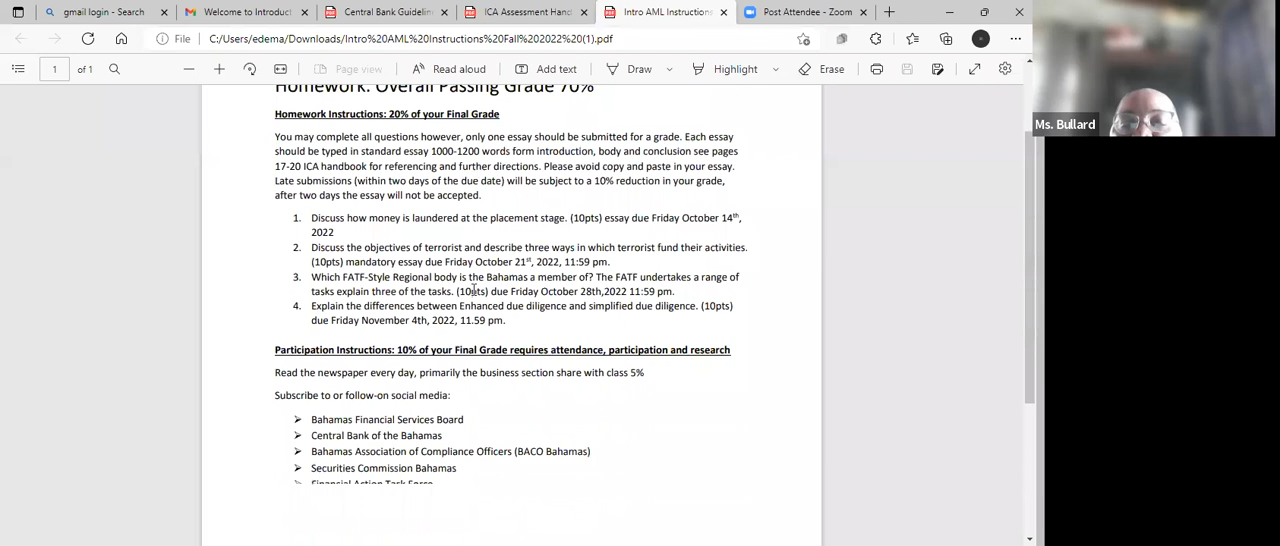 gmail login - Search
Welcome to Introduct
Central Bank Guidelin
ICA Assessment Hand
Intro AML Instructions
Post Attendee - Zoom
File
C:/Users/edema/Downloads/Intro%20AML%20Instructions%20Fall%202022%20(1).pdf
1 of 1
Page view
Read aloud
Add text
Draw
Highlight
Erase
Homework: Overall Passing Grade 70%
Homework Instructions: 20% of your Final Grade
You may complete all questions however, only one essay should be submitted for a grade. Each essay
should be typed in standard essay 1000-1200 words form introduction, body and conclusion see pages
17-20 ICA handbook for referencing and further directions. Please avoid copy and paste in your essay.
Late submissions (within two days of the due date) will be subject to a 10% reduction in your grade,
after two days the essay will not be accepted.
1. Discuss how money is laundered at the placement stage. (10pts) essay due Friday October 14th,
2022
2. Discuss the objectives of terrorist and describe three ways in which terrorist fund their activities.
(10pts) mandatory essay due Friday October 21st, 2022, 11:59 pm.
3. Which FATF-Style Regional body is the Bahamas a member of? The FATF undertakes a range of
tasks explain three of the tasks. (10pts) due Friday October 28th,2022 11:59 pm.
4. Explain the differences between Enhanced due diligence and simplified due diligence. (10pts)
due Friday November 4th, 2022, 11.59 pm.
Participation Instructions: 10% of your Final Grade requires attendance, participation and research
Read the newspaper every day, primarily the business section share with class 5%
Subscribe to or follow-on social media:
➢ Bahamas Financial Services Board
➢ Central Bank of the Bahamas
➢ Bahamas Association of Compliance Officers (BACO Bahamas)
➢ Securities Commission Bahamas
➢ Financial Action Task Force
Ms. Bullard